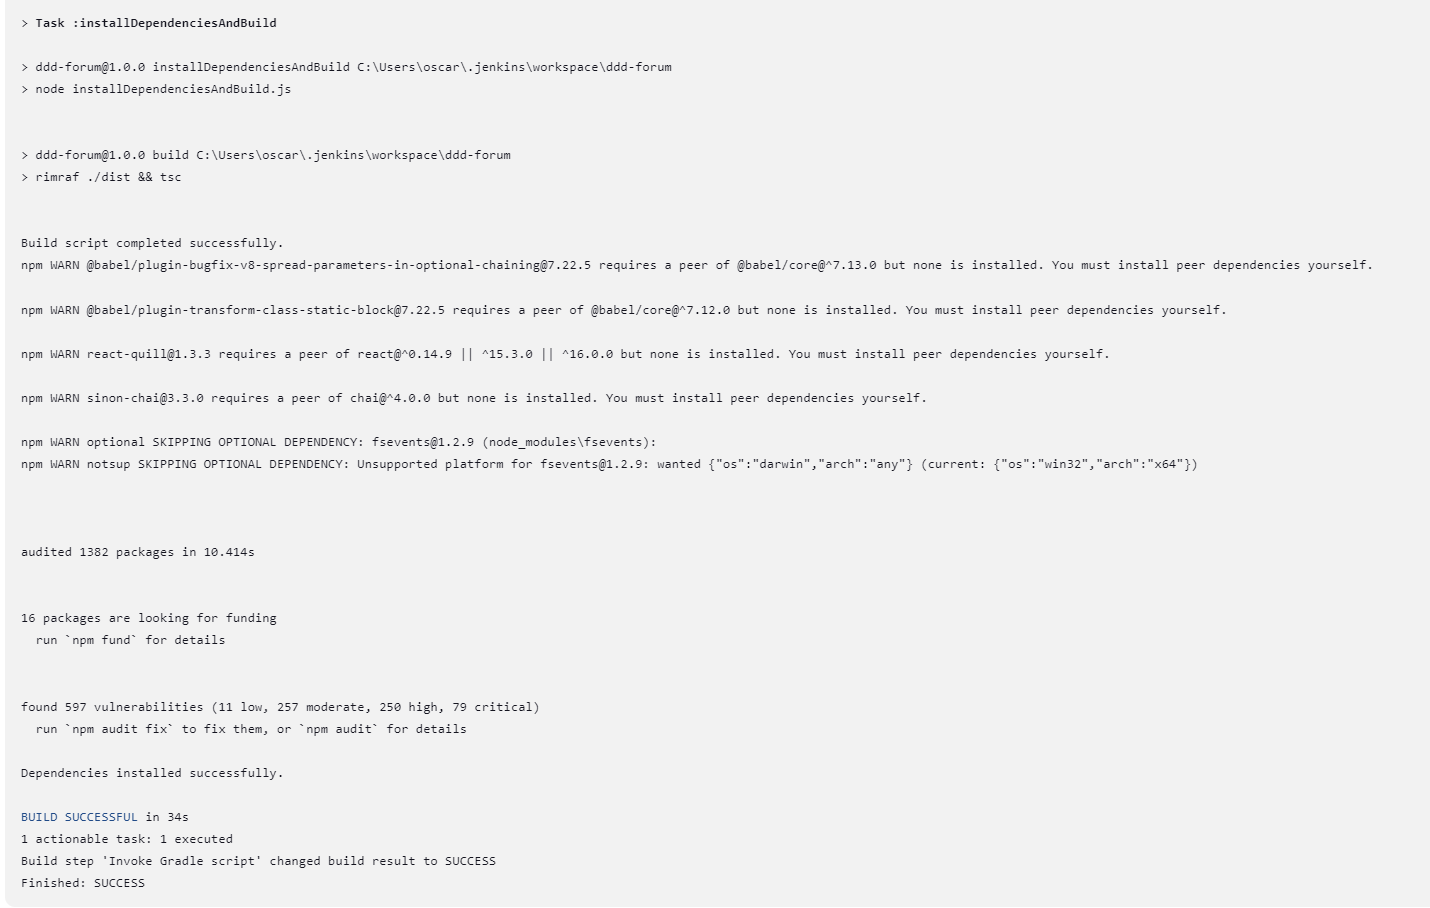 > Task :installDependenciesAndBuild
> ddd-forum@1.0.0 installDependenciesAndBuild C:\Users\oscar\.jenkins\workspace\ddd-forum
> node installDependenciesAndBuild.js
> ddd-forum@1.0.0 build C:\Users\oscar\.jenkins\workspace\ddd-forum
> rimraf ./dist && tsc
Build script completed successfully.
npm WARN @babel/plugin-bugfix-v8-spread-parameters-in-optional-chaining@7.22.5 requires a peer of @babel/core@^7.13.0 but none is installed. You must install peer dependencies yourself.
npm WARN @babel/plugin-transform-class-static-block@7.22.5 requires a peer of @babel/core@^7.12.0 but none is installed. You must install peer dependencies yourself.
npm WARN react-quill@1.3.3 requires a peer of react@^0.14.9 || ^15.3.0 || ^16.0.0 but none is installed. You must install peer dependencies yourself.
npm WARN sinon-chai@3.3.0 requires a peer of chai@^4.0.0 but none is installed. You must install peer dependencies yourself.
npm WARN optional SKIPPING OPTIONAL DEPENDENCY: fsevents@1.2.9 (node_modules\fsevents):
npm WARN notsup SKIPPING OPTIONAL DEPENDENCY: Unsupported platform for fsevents@1.2.9: wanted {"os":"darwin","arch":"any"} (current: {"os":"win32","arch":"x64"})
audited 1382 packages in 10.414s
16 packages are looking for funding
run `npm fund` for details
found 597 vulnerabilities (11 low, 257 moderate, 250 high, 79 critical)
run `npm audit fix` to fix them, or `npm audit` for details
Dependencies installed successfully.
BUILD SUCCESSFUL in 34s
1 actionable task: 1 executed
Build step 'Invoke Gradle script' changed build result to SUCCESS
Finished: SUCCESS